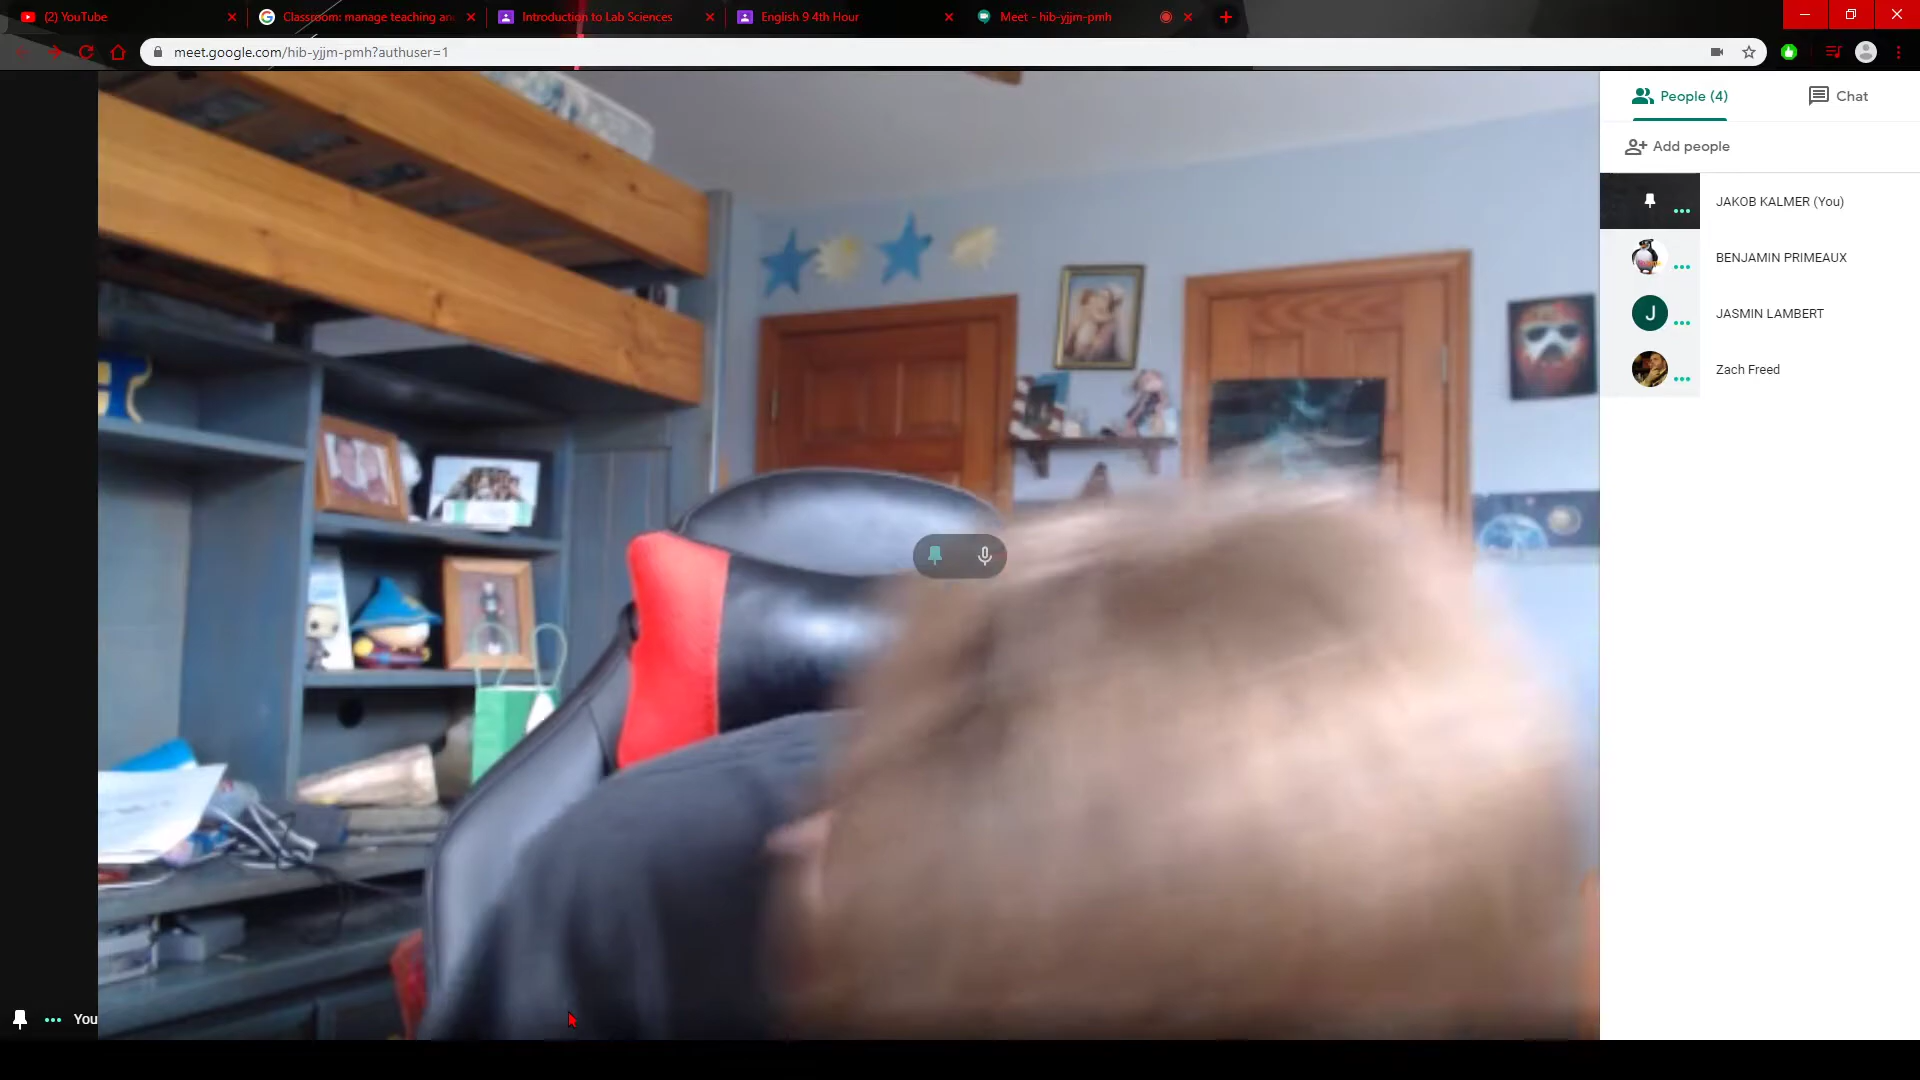 (2) YouTube
Classroom: manage teaching an
Introduction to Lab Sciences
English 9 4th Hour
Meet - hib-yjjm-pmh
meet.google.com/hib-yjjm-pmh?authuser=1
People (4)
Chat
Add people
JAKOB KALMER (You)
BENJAMIN PRIMEAUX
J
JASMIN LAMBERT
Zach Freed
You